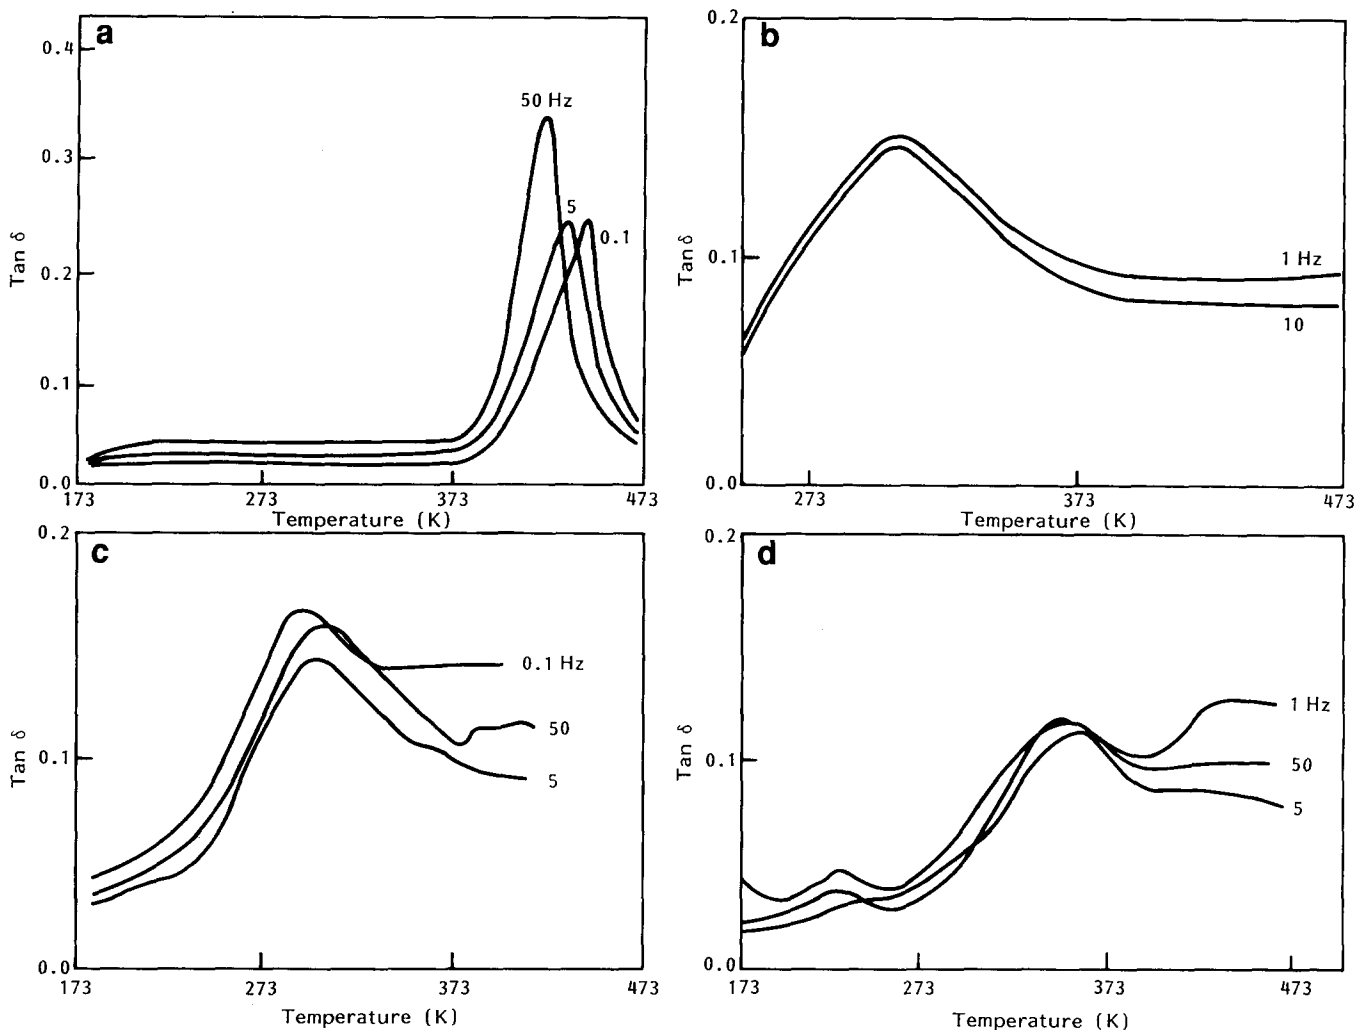 a
0.4
0.3
0.2
0.1
0.0
Tan δ
50 Hz
5
0.1
173
273
373
473
Temperature (K)
b
0.2
0.1
0.0
Tan δ
1 Hz
10
273
373
473
Temperature (K)
c
0.2
0.1
0.0
Tan δ
0.1 Hz
50
5
173
273
373
473
Temperature (K)
d
0.2
0.1
0.0
Tan δ
1 Hz
50
5
173
273
373
473
Temperature (K)